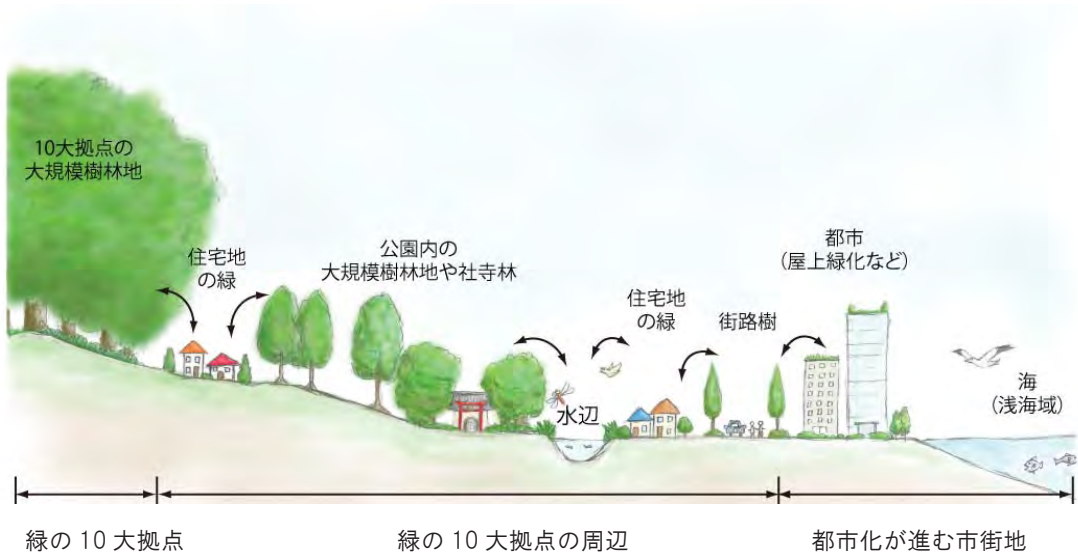 10大拠点の
大規模樹林地
住宅地
の緑
公園内の
大規模樹林地や社寺林
水辺
住宅地
の緑
街路樹
都市
(屋上緑化など)
海
(浅海域)
緑の 10 大拠点
緑の 10 大拠点の周辺
都市化が進む市街地